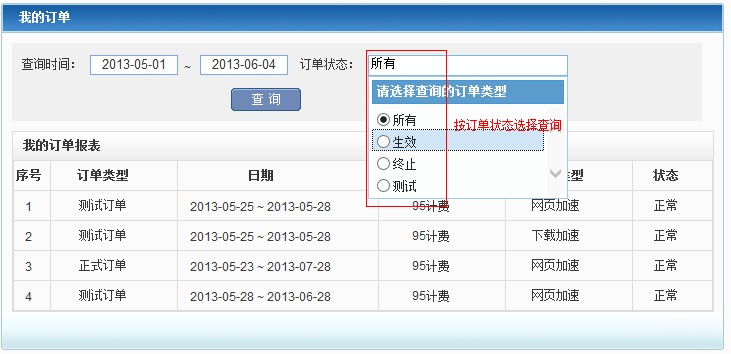 我的订单
查询时间： 2013-05-01 ~ 2013-06-04 订单状态： 所有
请选择查询的订单类型
查 询
所有
按订单状态选择查询
生效
终止
测试
我的订单报表
序号 订单类型 日期 型 状态
1 测试订单 2013-05-25 ~ 2013-05-28 95计费 网页加速 正常
2 测试订单 2013-05-25 ~ 2013-05-28 95计费 下载加速 正常
3 正式订单 2013-05-23 ~ 2013-07-28 95计费 网页加速 正常
4 测试订单 2013-05-28 ~ 2013-06-28 95计费 网页加速 正常